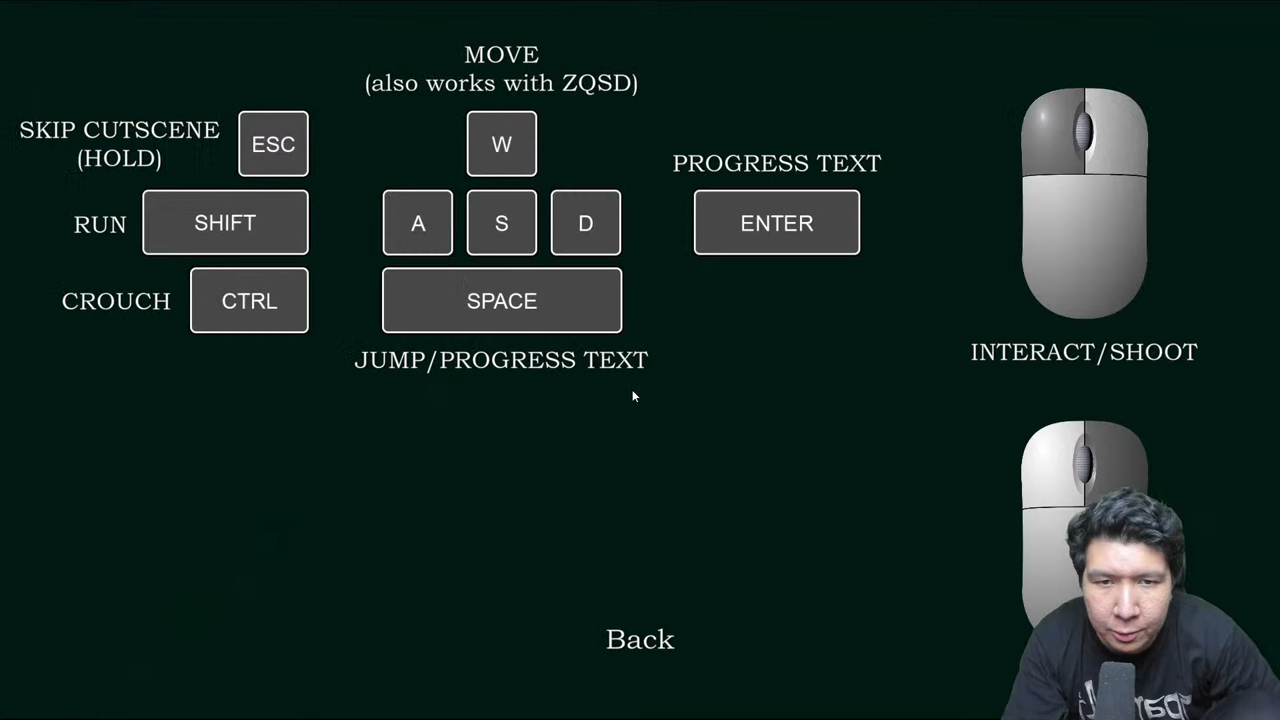 MOVE
(also works with ZQSD)
SKIP CUTSCENE
(HOLD)
ESC
W
PROGRESS TEXT
RUN
SHIFT
A
S
D
ENTER
CROUCH
CTRL
SPACE
JUMP/PROGRESS TEXT
INTERACT/SHOOT
Back